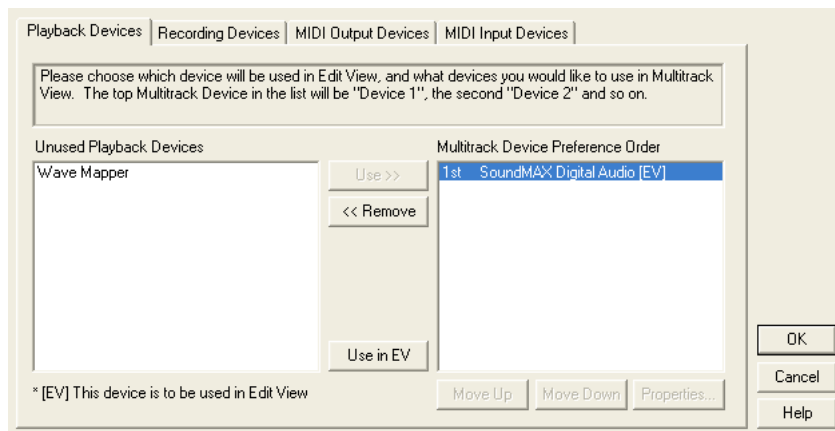 Playback Devices Recording Devices MIDI Output Devices MIDI Input Devices
Please choose which device will be used in Edit View, and what devices you would like to use in Multitrack
View. The top Multitrack Device in the list will be "Device 1", the second "Device 2" and so on.
Unused Playback Devices
Multitrack Device Preference Order
Wave Mapper
Use >>
1st SoundMAX Digital Audio [EV]
<< Remove
Use in EV
* [EV] This device is to be used in Edit View
Move Up Move Down Properties...
OK
Cancel
Help